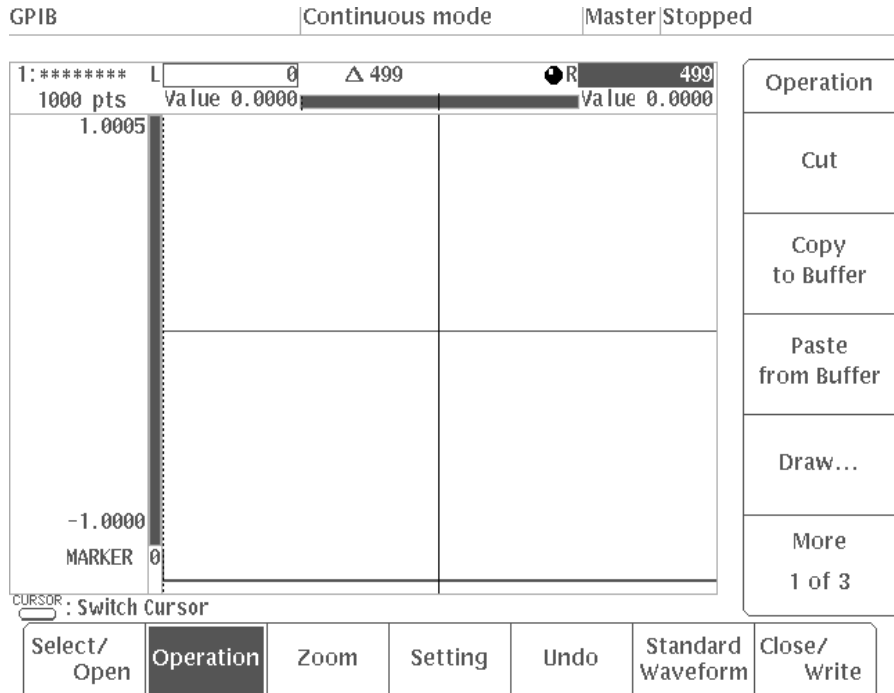 GPIB Continuous mode Master Stopped
1:******** L 0 Δ 499 R 499
1000 pts Value 0.0000 Value 0.0000
1.0005
-1.0000
MARKER 0
CURSOR : Switch Cursor
Operation
Cut
Copy
to Buffer
Paste
from Buffer
Draw...
More
1 of 3
Select/
Open
Operation
Zoom
Setting
Undo
Standard
Waveform
Close/
Write